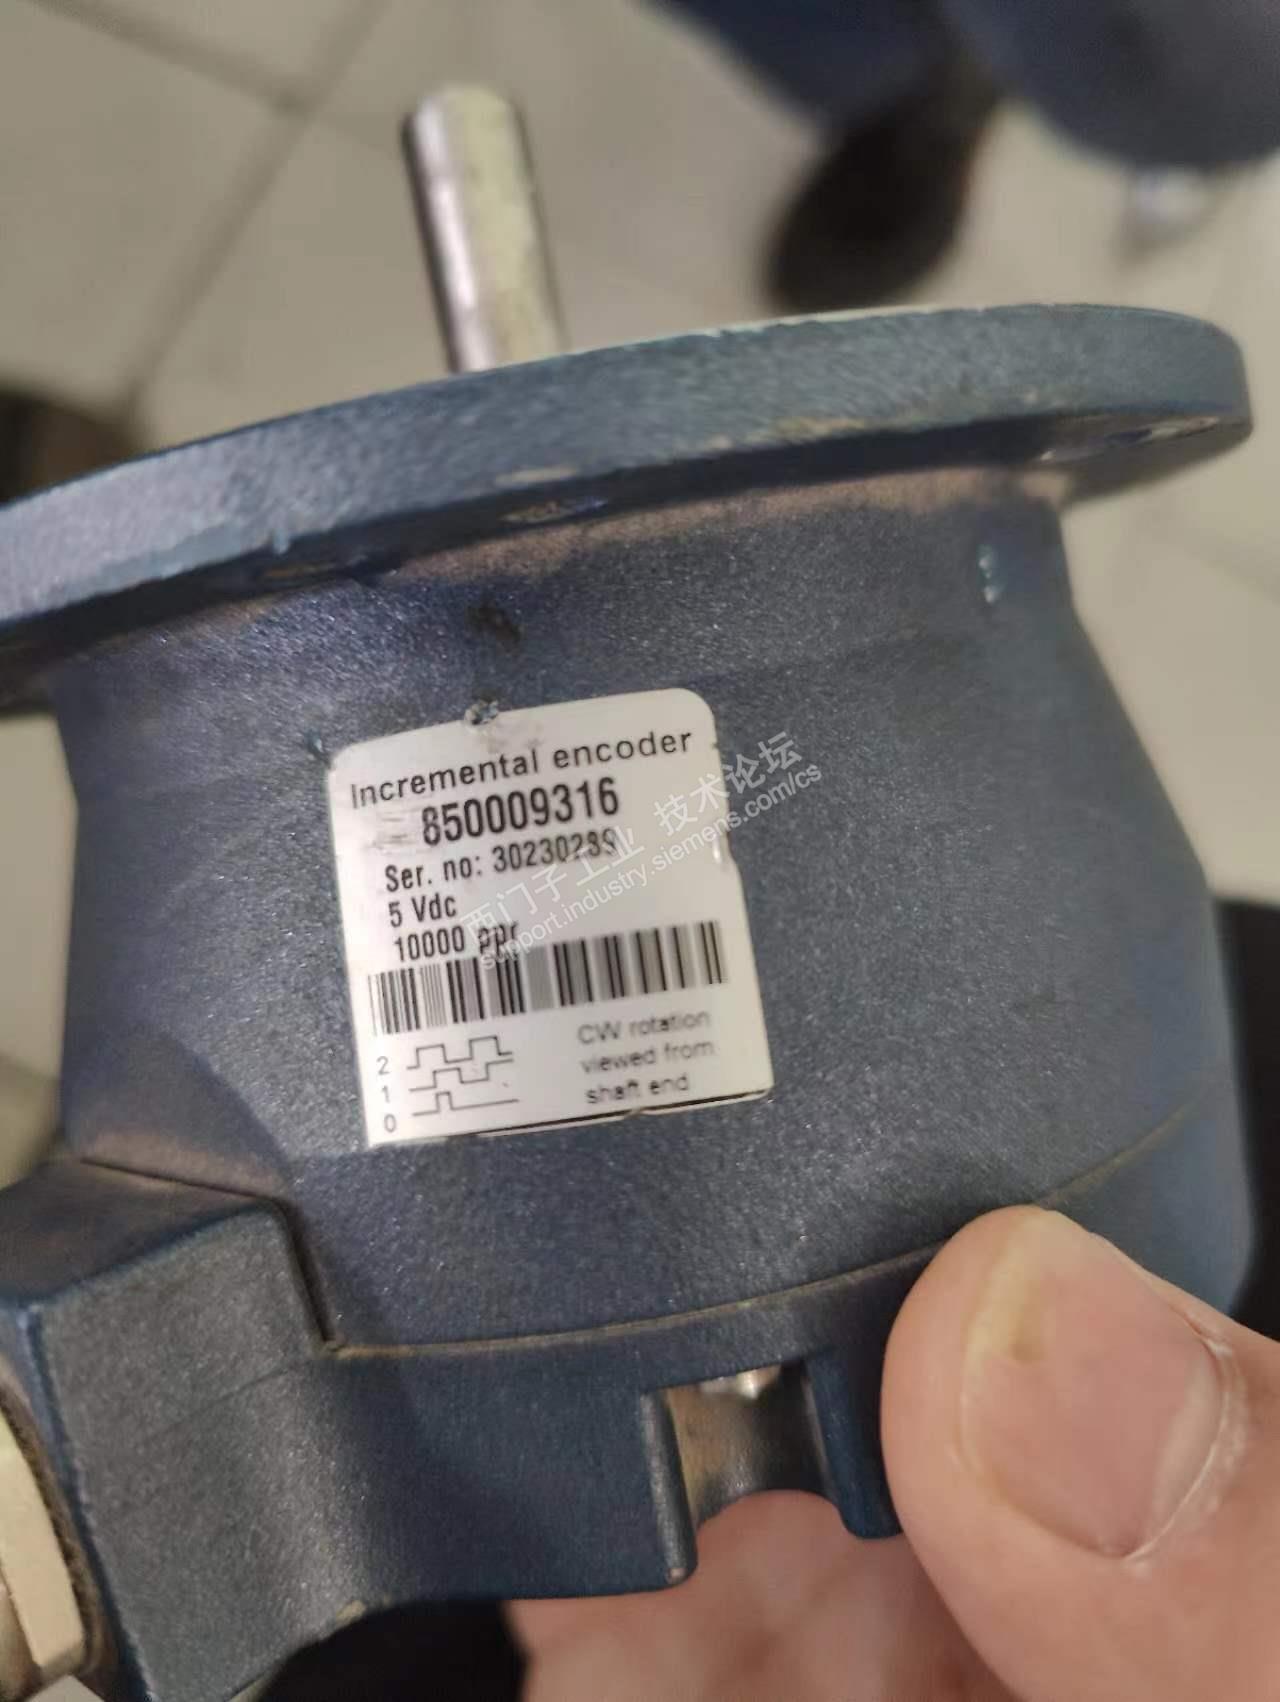 Incremental encoder
850009316
Ser. no: 30230289
5 Vdc
10000 ppr
2
1
0
CW rotation
viewed from
shaft end
西门子工业 技术论坛
support.industry.siemens.com/cs